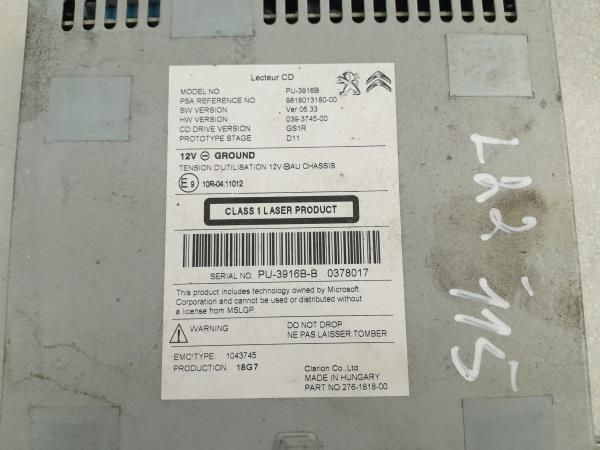 Lecteur CD
MODEL NO. PU-3916B
PSA REFERENCE NO. 9818013180-00
SW VERSION Ver 06.33
HW VERSION 039-3745-00
CD DRIVE VERSION GS1R
PROTOTYPE STAGE D11
12V ⊖ GROUND
TENSION D'UTILISATION 12V ⊖AU CHASSIS
E9 10R-04.11012
CLASS 1 LASER PRODUCT
SERIAL NO. PU-3916B-B 0378017
This product includes technology owned by Microsoft
Corporation and cannot be used or distributed without
a license from MSLGP.
WARNING DO NOT DROP
NE PAS LAISSER TOMBER
EMC'TYPE 1043745
PRODUCTION: 18G7
Clarion Co., Ltd.
MADE IN HUNGARY
PART NO. 276-1818-00